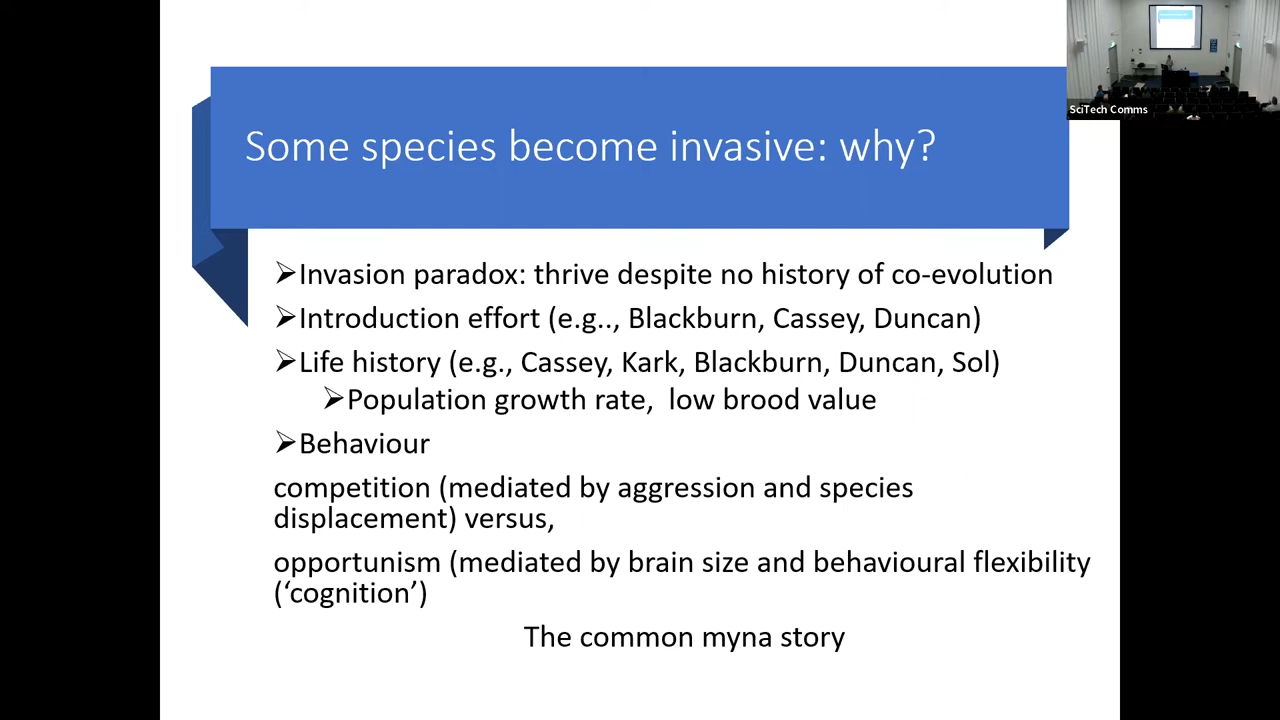 Some species become invasive: why?
SciTech Comms
➢Invasion paradox: thrive despite no history of co-evolution
➢Introduction effort (e.g.., Blackburn, Cassey, Duncan)
➢Life history (e.g., Cassey, Kark, Blackburn, Duncan, Sol)
➢Population growth rate,  low brood value
➢Behaviour
competition (mediated by aggression and species
displacement) versus,
opportunism (mediated by brain size and behavioural flexibility
(‘cognition’)
The common myna story